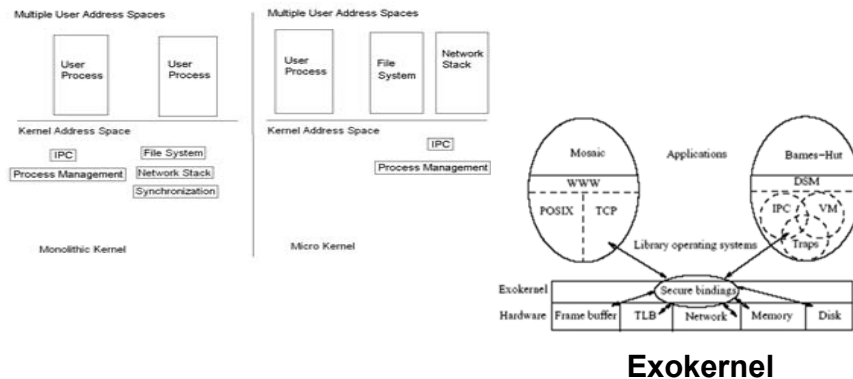 Multiple User Address Spaces
User
Process
User
Process
Kernel Address Space
IPC
File System
Process Management
Network Stack
Synchronization
Monolithic Kernel
Multiple User Address Spaces
User
Process
File
System
Network
Stack
Kernel Address Space
IPC
Process Management
Micro Kernel
Mosaic
Applications
Barnes-Hut
WWW
DSM
POSIX
TCP
IPC
VM
Traps
Library operating systems
Exokernel
Secure bindings
Hardware
Frame buffer
TLB
Network
Memory
Disk
Exokernel